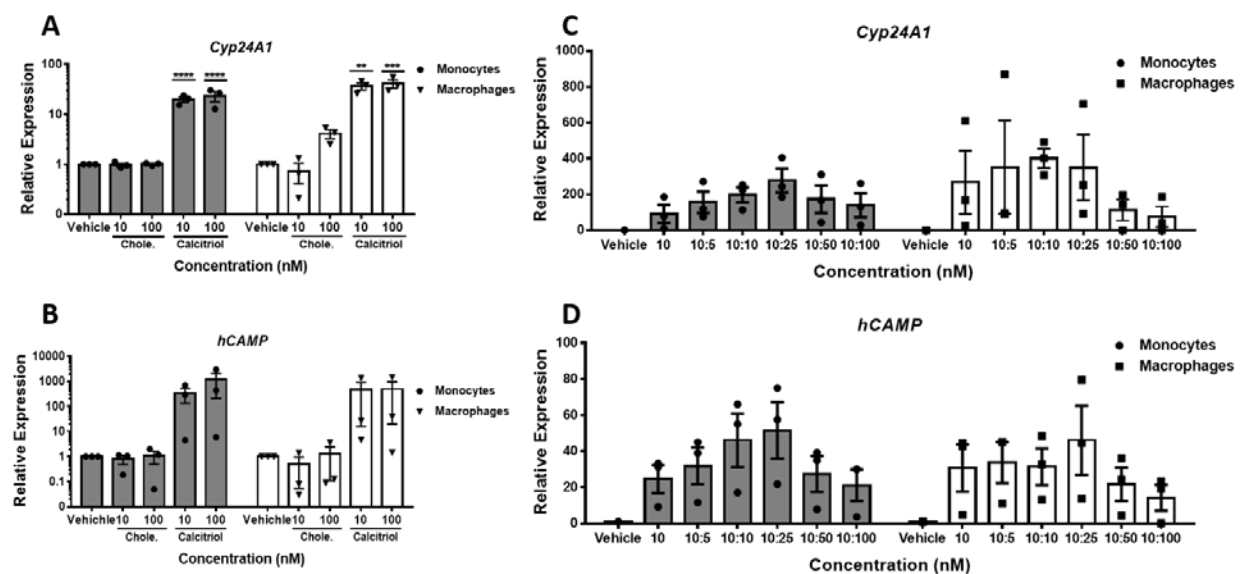 A
Cyp24A1
Relative Expression
100
10
1
0
**** ****
** ***
Monocytes
Macrophages
Vehicle 10 100 10 100 Vehicle 10 100 10 100
Chole. Calcitriol Chole. Calcitriol
Concentration (nM)
B
hCAMP
Relative Expression
10000
1000
100
10
1
0.1
0
Monocytes
Macrophages
Vehichle 10 100 10 100 Vehichle 10 100 10 100
Chole. Calcitriol Chole. Calcitriol
Concentration (nM)
C
Cyp24A1
Relative Expression
1000
800
600
400
200
0
Monocytes
Macrophages
Vehicle 10 10:5 10:10 10:25 10:50 10:100 Vehicle 10 10:5 10:10 10:25 10:50 10:100
Concentration (nM)
D
hCAMP
Relative Expression
100
80
60
40
20
0
Monocytes
Macrophages
Vehicle 10 10:5 10:10 10:25 10:50 10:100 Vehicle 10 10:5 10:10 10:25 10:50 10:100
Concentration (nM)